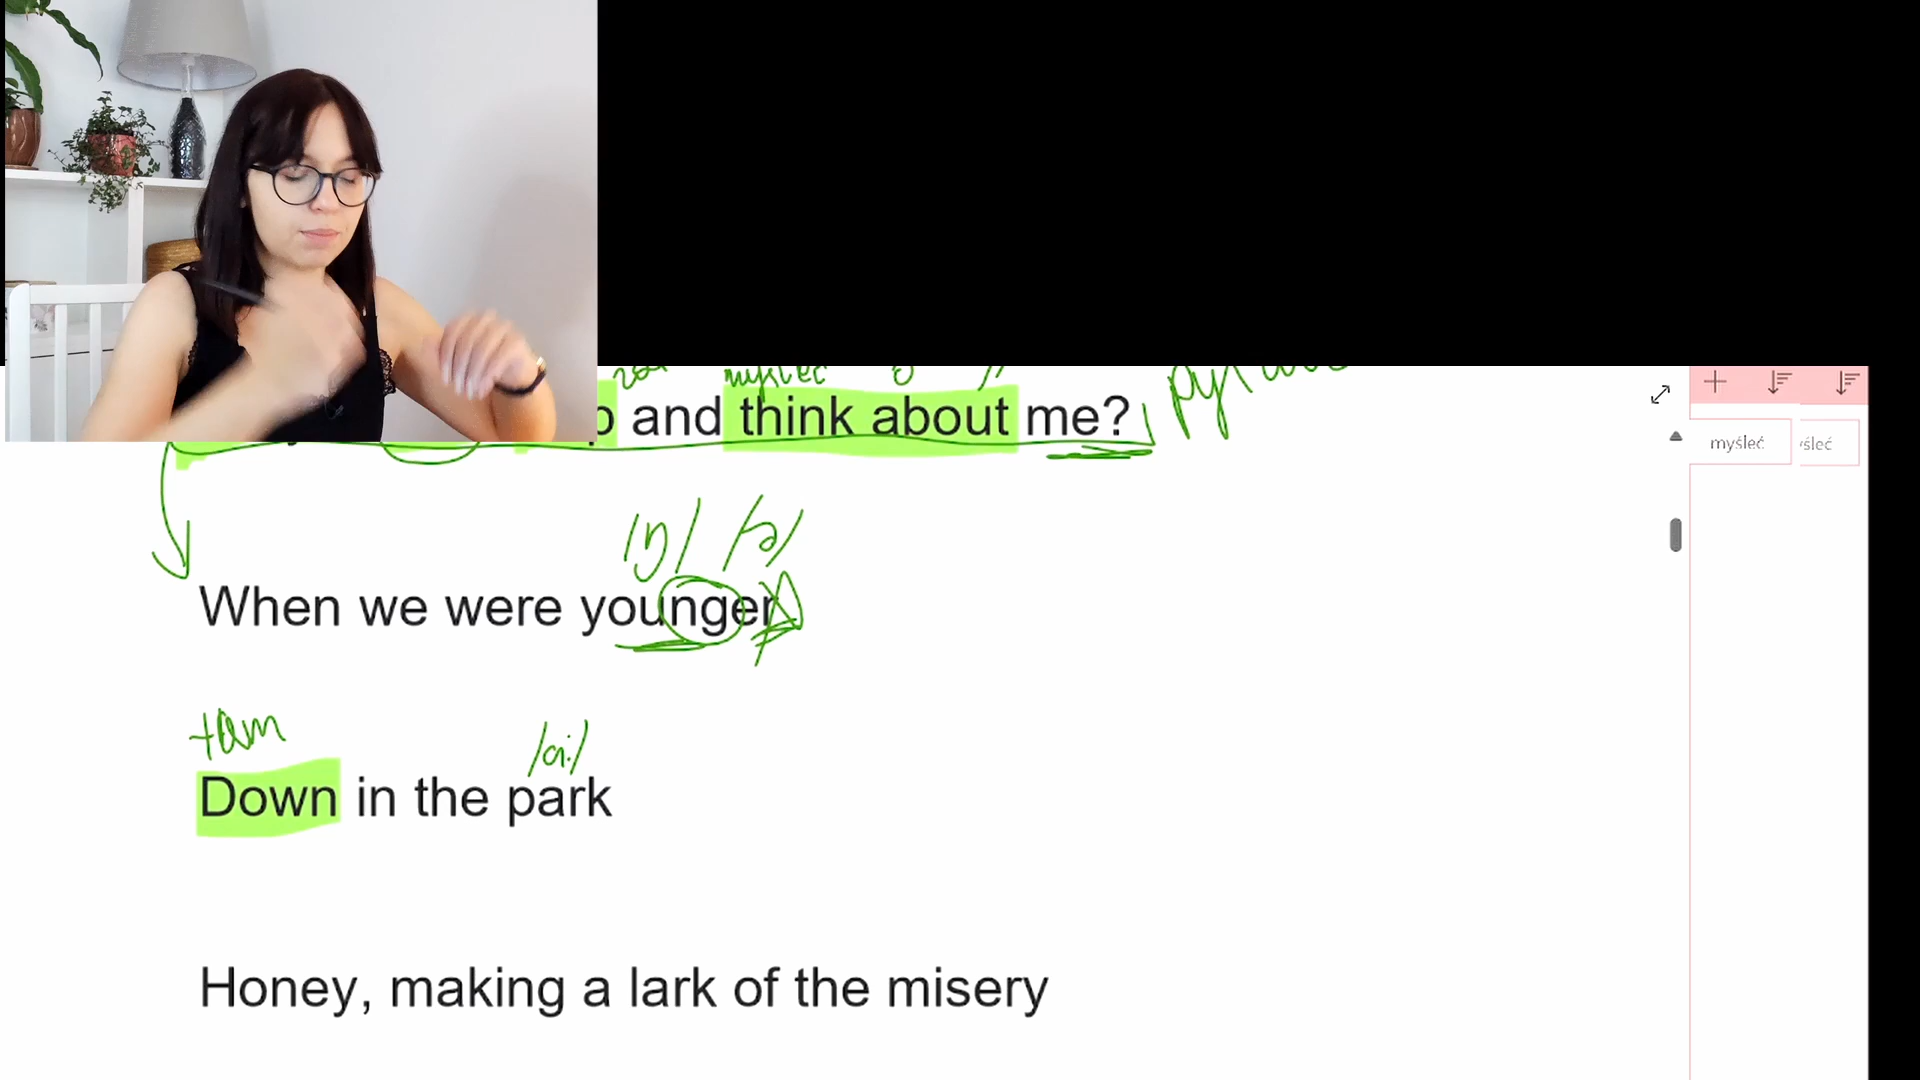 myśleć
and think about me?
myśleć
/ŋ/ /ə/
When we were younger
tam
/ɑ:/
Down in the park
Honey, making a lark of the misery